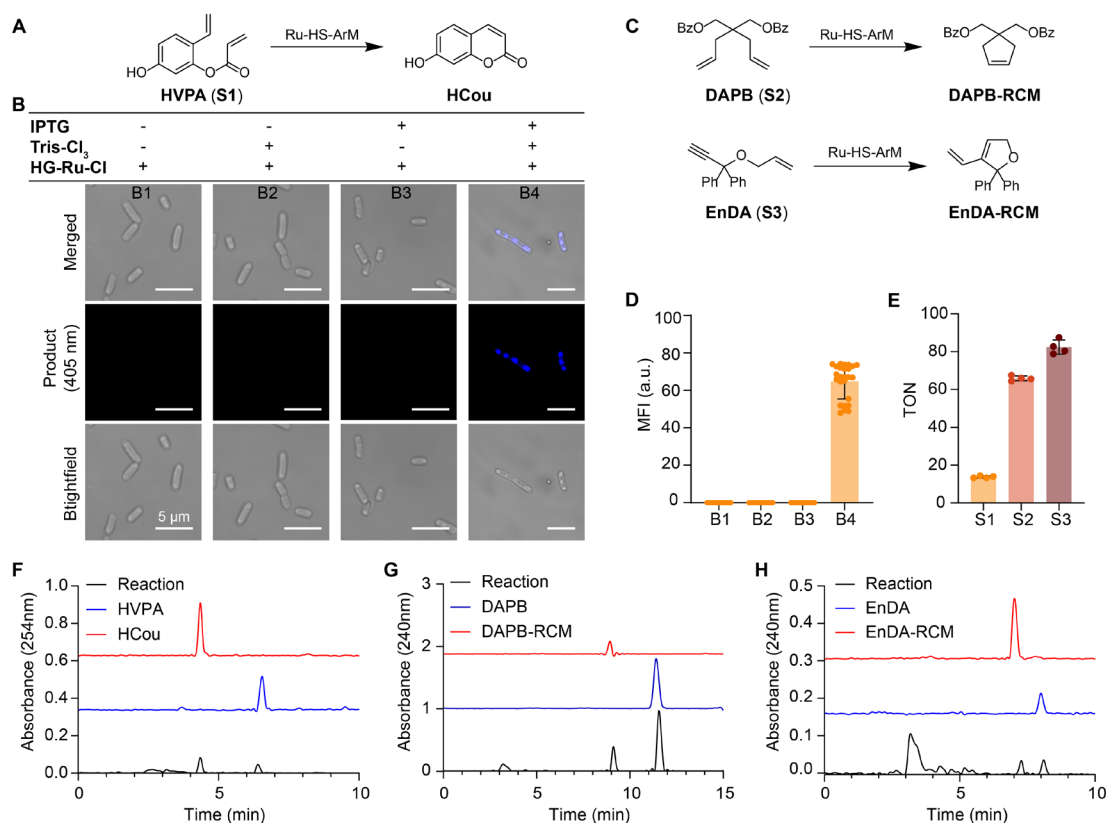 A
Ru-HS-ArM
HO
O
O
HVPA (S1)
HO
O
O
HCou
B
IPTG - - + +
Tris-Cl3 - + - +
HG-Ru-Cl + + + +
B1 B2 B3 B4
Merged
Product
(405 nm)
Btightfield
5 μm
C
BzO OBz
Ru-HS-ArM
BzO OBz
DAPB (S2)
DAPB-RCM
O
Ph Ph
Ru-HS-ArM
O
Ph
Ph
EnDA (S3)
EnDA-RCM
D
MFI (a.u.)
100
80
60
40
20
0
B1 B2 B3 B4
E
TON
100
80
60
40
20
0
S1 S2 S3
F
Absorbance (254nm)
1.0
0.8
0.6
0.4
0.2
0.0
Reaction
HVPA
HCou
0 5 10
Time (min)
G
Absorbance (240nm)
3
2
1
0
Reaction
DAPB
DAPB-RCM
0 5 10 15
Time (min)
H
Absorbance (240nm)
0.5
0.4
0.3
0.2
0.1
0.0
Reaction
EnDA
EnDA-RCM
0 5 10
Time (min)